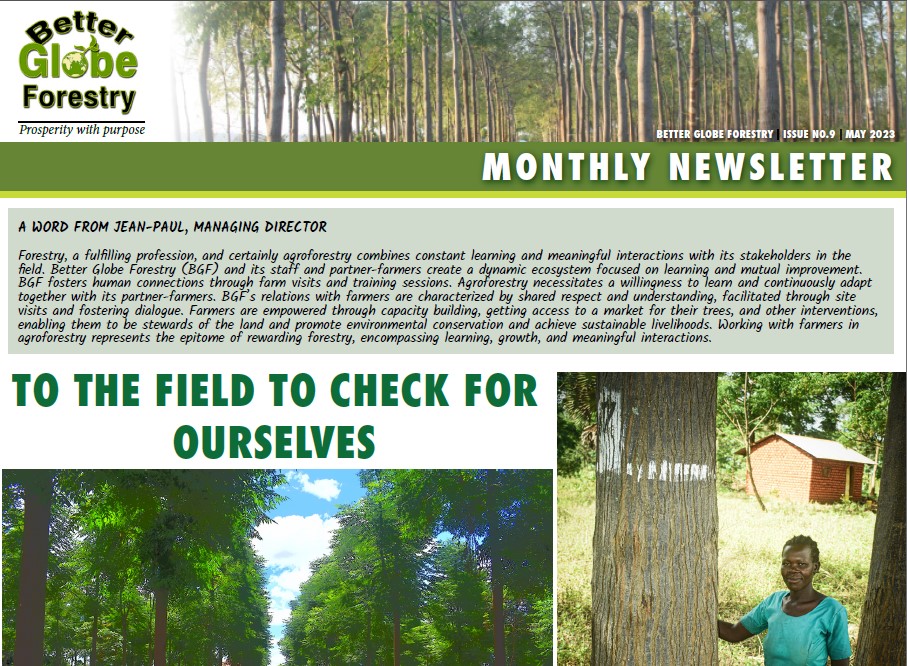 Better
Globe
Forestry
Prosperity with purpose
BETTER GLOBE FORESTRY | ISSUE NO.9 | MAY 2023
MONTHLY NEWSLETTER
A WORD FROM JEAN-PAUL, MANAGING DIRECTOR
Forestry, a fulfilling profession, and certainly agroforestry combines constant learning and meaningful interactions with its stakeholders in the
field. Better Globe Forestry (BGF) and its staff and partner-farmers create a dynamic ecosystem focused on learning and mutual improvement.
BGF fosters human connections through farm visits and training sessions. Agroforestry necessitates a willingness to learn and continuously adapt
together with its partner-farmers. BGF's relations with farmers are characterized by shared respect and understanding, facilitated through site
visits and fostering dialogue. Farmers are empowered through capacity building, getting access to a market for their trees, and other interventions,
enabling them to be stewards of the land and promote environmental conservation and achieve sustainable livelihoods. Working with farmers in
agroforestry represents the epitome of rewarding forestry, encompassing learning, growth, and meaningful interactions.
TO THE FIELD TO CHECK FOR
OURSELVES